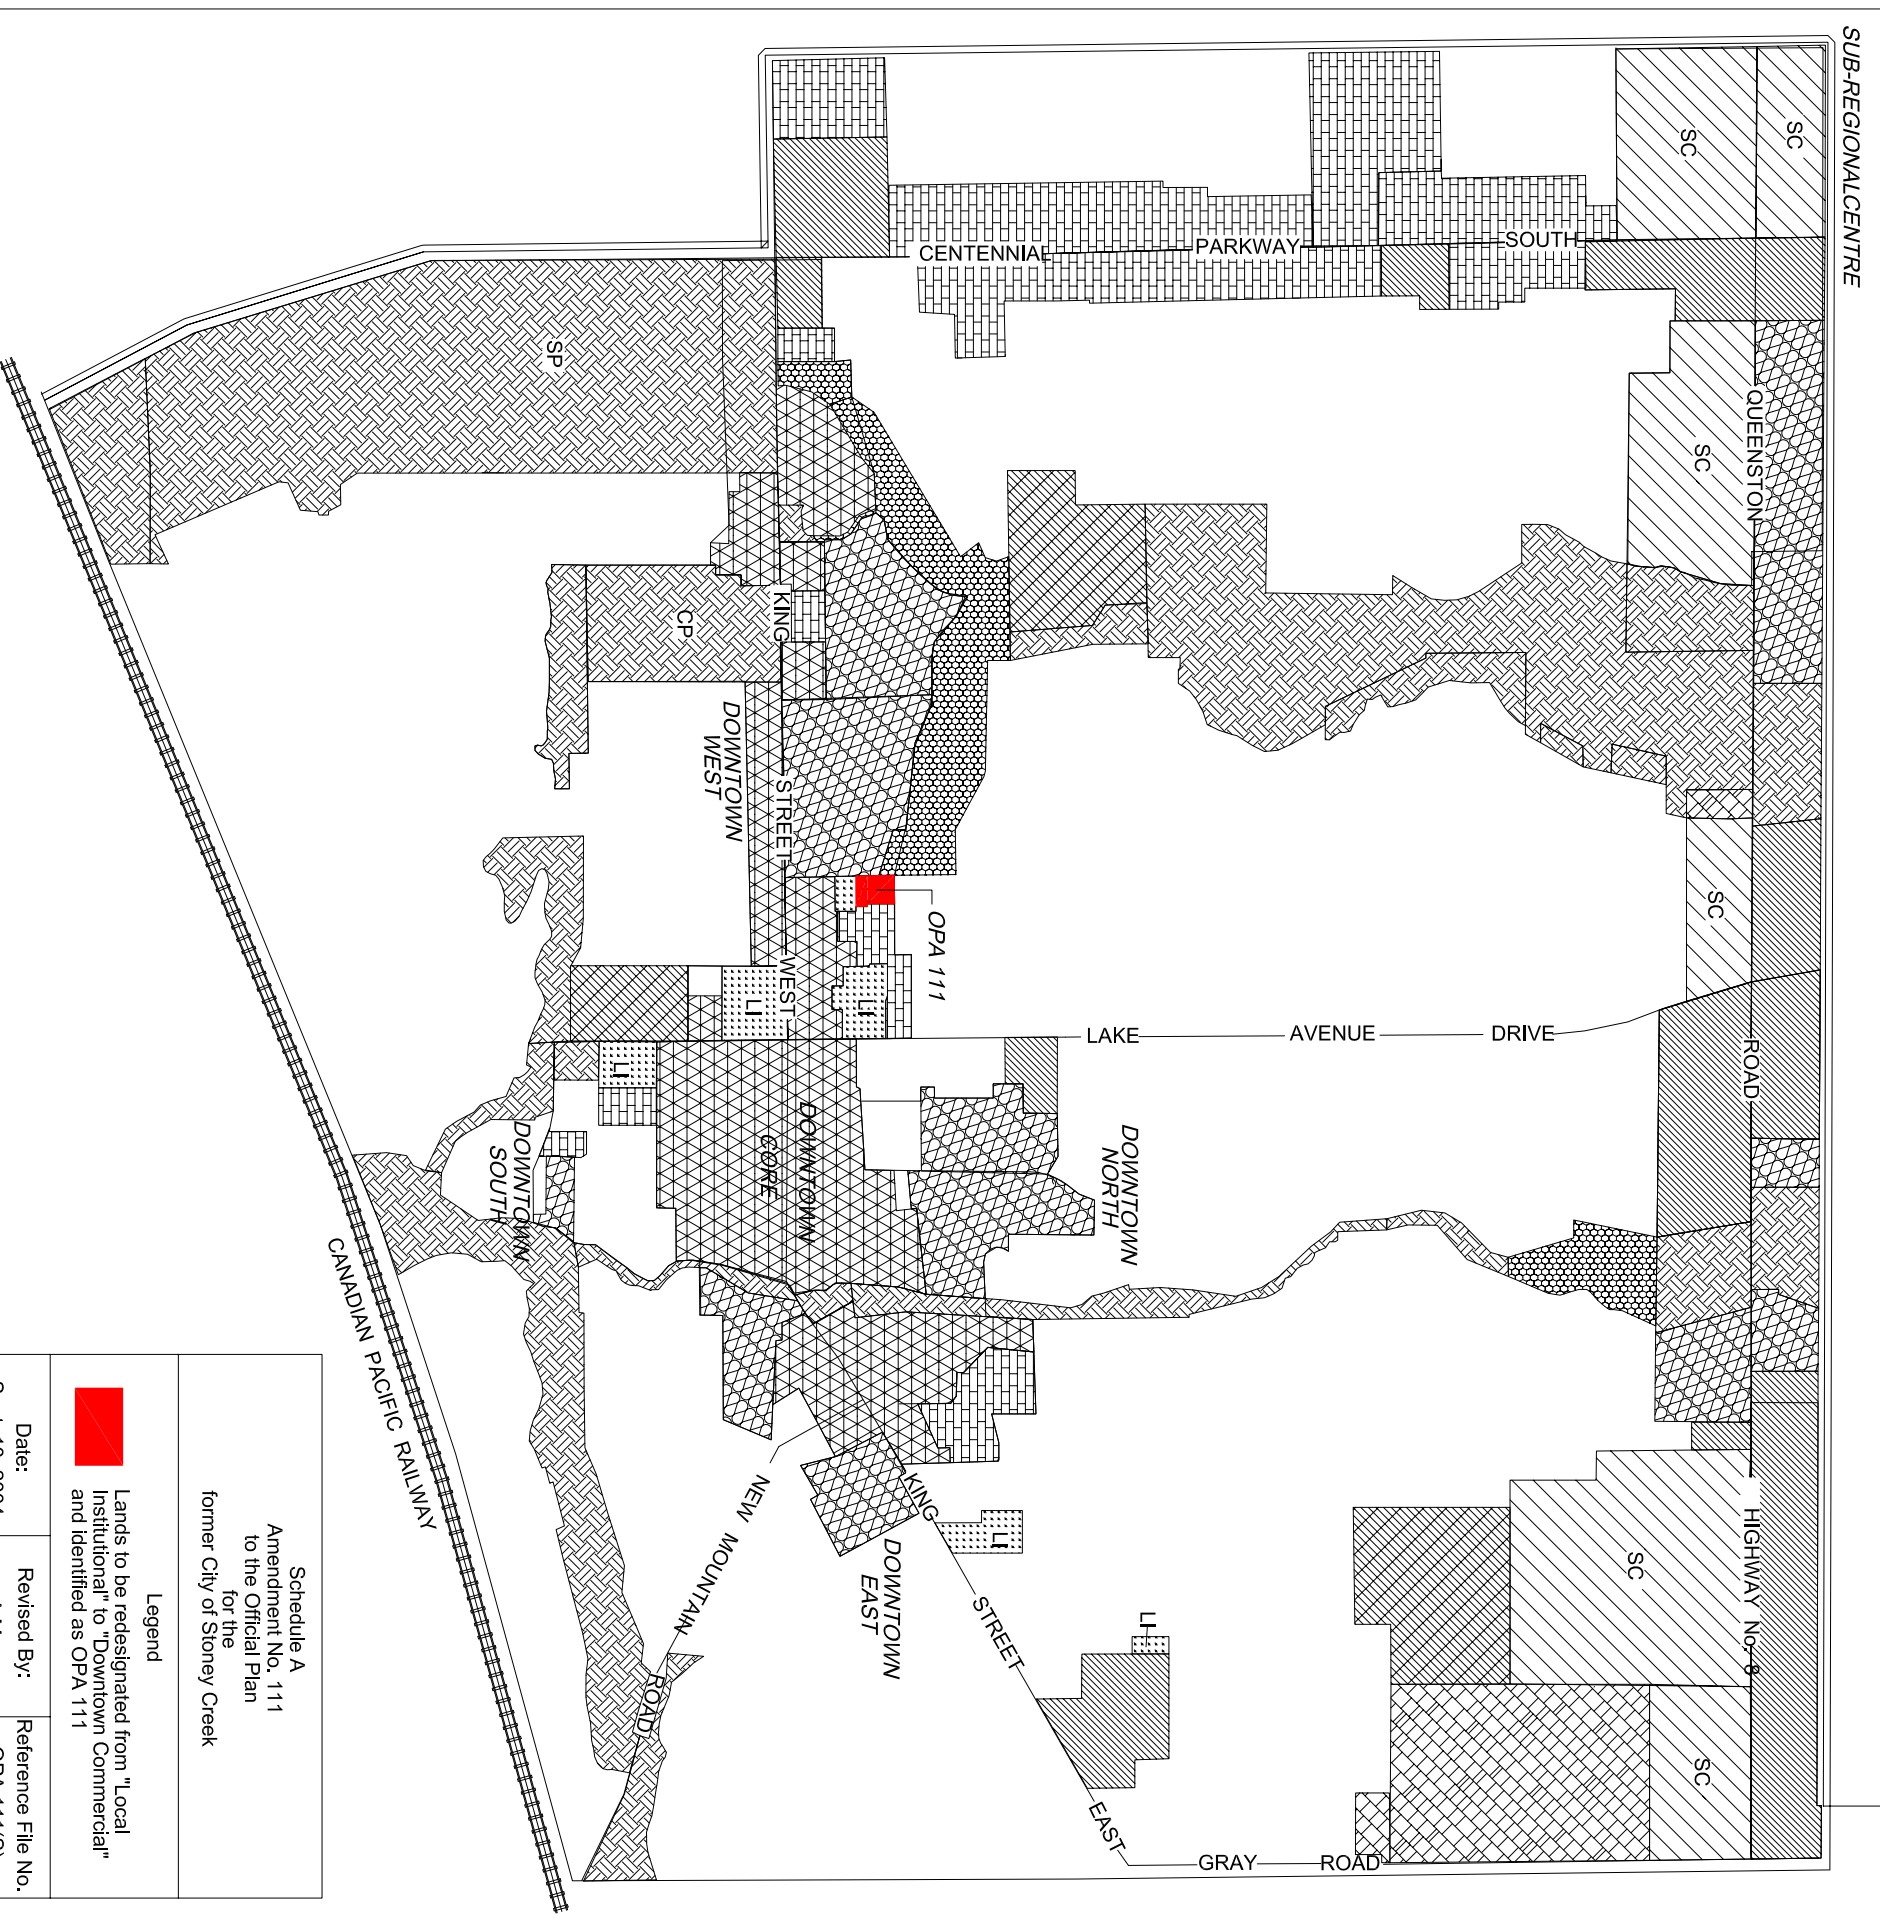 SUB-REGIONAL CENTRE
SC
SC
CENTENNIAL
PARKWAY
SOUTH
QUEENSTON
SC
SP
CP
KING
STREET
WEST
DOWNTOWN
WEST
SC
OPA 111
LI
LI
LI
LAKE
AVENUE
DRIVE
ROAD
DOWNTOWN
CORE
DOWNTOWN
NORTH
DOWNTOWN
SOUTH
CANADIAN PACIFIC RAILWAY
NEW MOUNTAIN
ROAD
KING
STREET
EAST
DOWNTOWN
EAST
LI
LI
HIGHWAY No. 8
SC
SC
GRAY
ROAD
Schedule A
Amendment No. 111
to the Official Plan
for the
former City of Stoney Creek
Legend
Lands to be redesignated from "Local
Institutional" to "Downtown Commercial"
and identified as OPA 111
Date:
Revised By:
Reference File No.